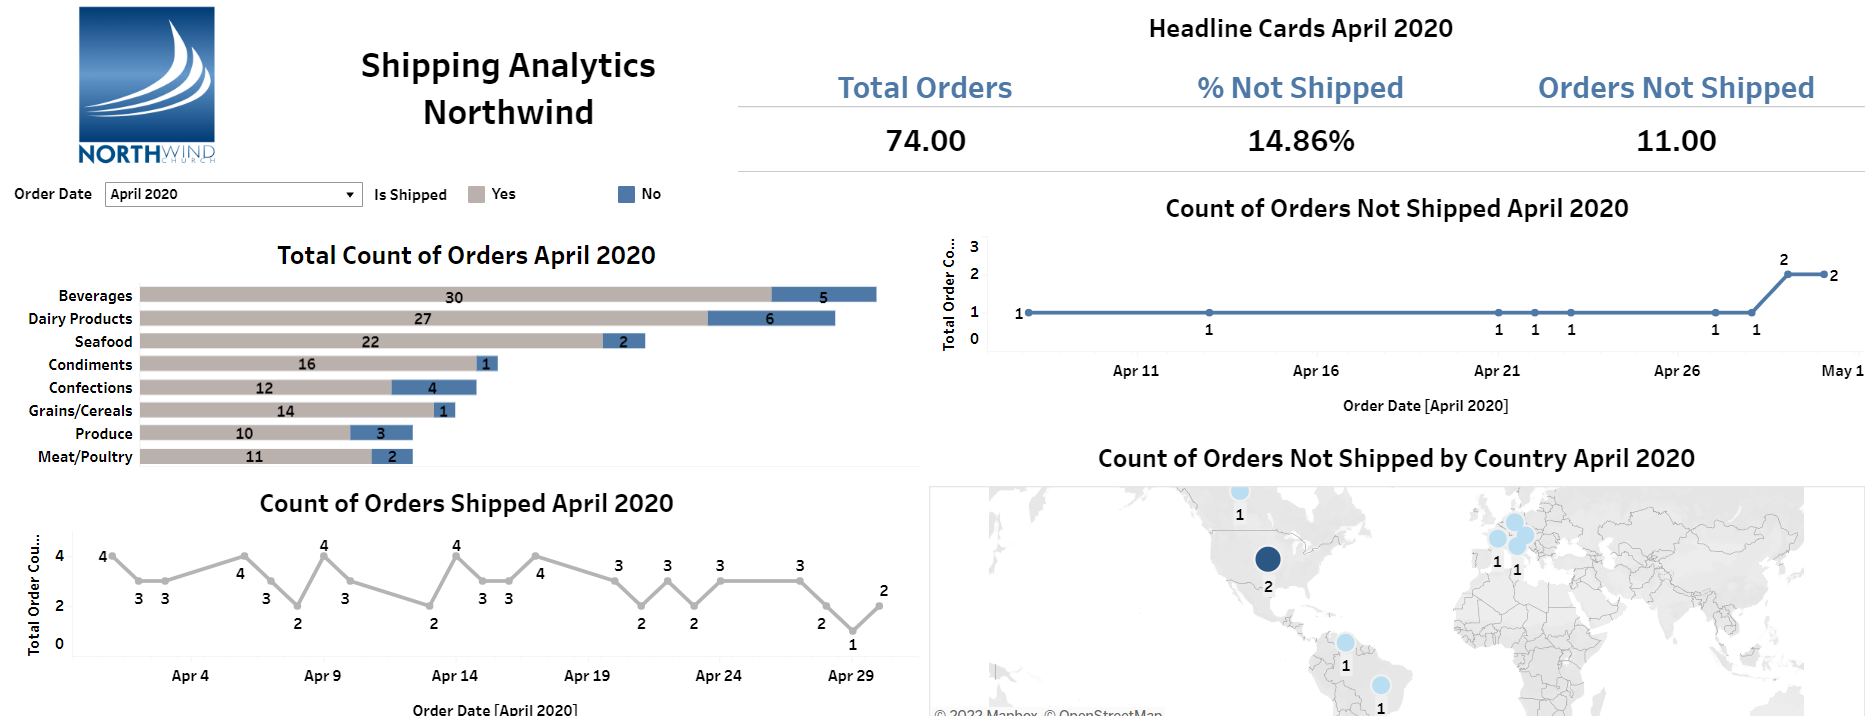 NORTHWIND
CHURCH
Shipping Analytics
Northwind
Order Date
April 2020
Is Shipped
Yes
No
Headline Cards April 2020
Total Orders
% Not Shipped
Orders Not Shipped
74.00
14.86%
11.00
Total Count of Orders April 2020
Beverages 30 5
Dairy Products 27 6
Seafood 22 2
Condiments 16 1
Confections 12 4
Grains/Cereals 14 1
Produce 10 3
Meat/Poultry 11 2
Count of Orders Shipped April 2020
Total Order Cou...
4
2
0
4 3 3 4 3 2 4 3 2 4 3 3 4 3 2 3 2 3 3 2 1 2
Apr 4 Apr 9 Apr 14 Apr 19 Apr 24 Apr 29
Order Date [April 2020]
Count of Orders Not Shipped April 2020
Total Order Co...
3
2
1
0
1 1 1 1 1 1 1 2 2
Apr 11 Apr 16 Apr 21 Apr 26 May 1
Order Date [April 2020]
Count of Orders Not Shipped by Country April 2020
1
2
1
1
1
1
© 2022 Mapbox © OpenStreetMap